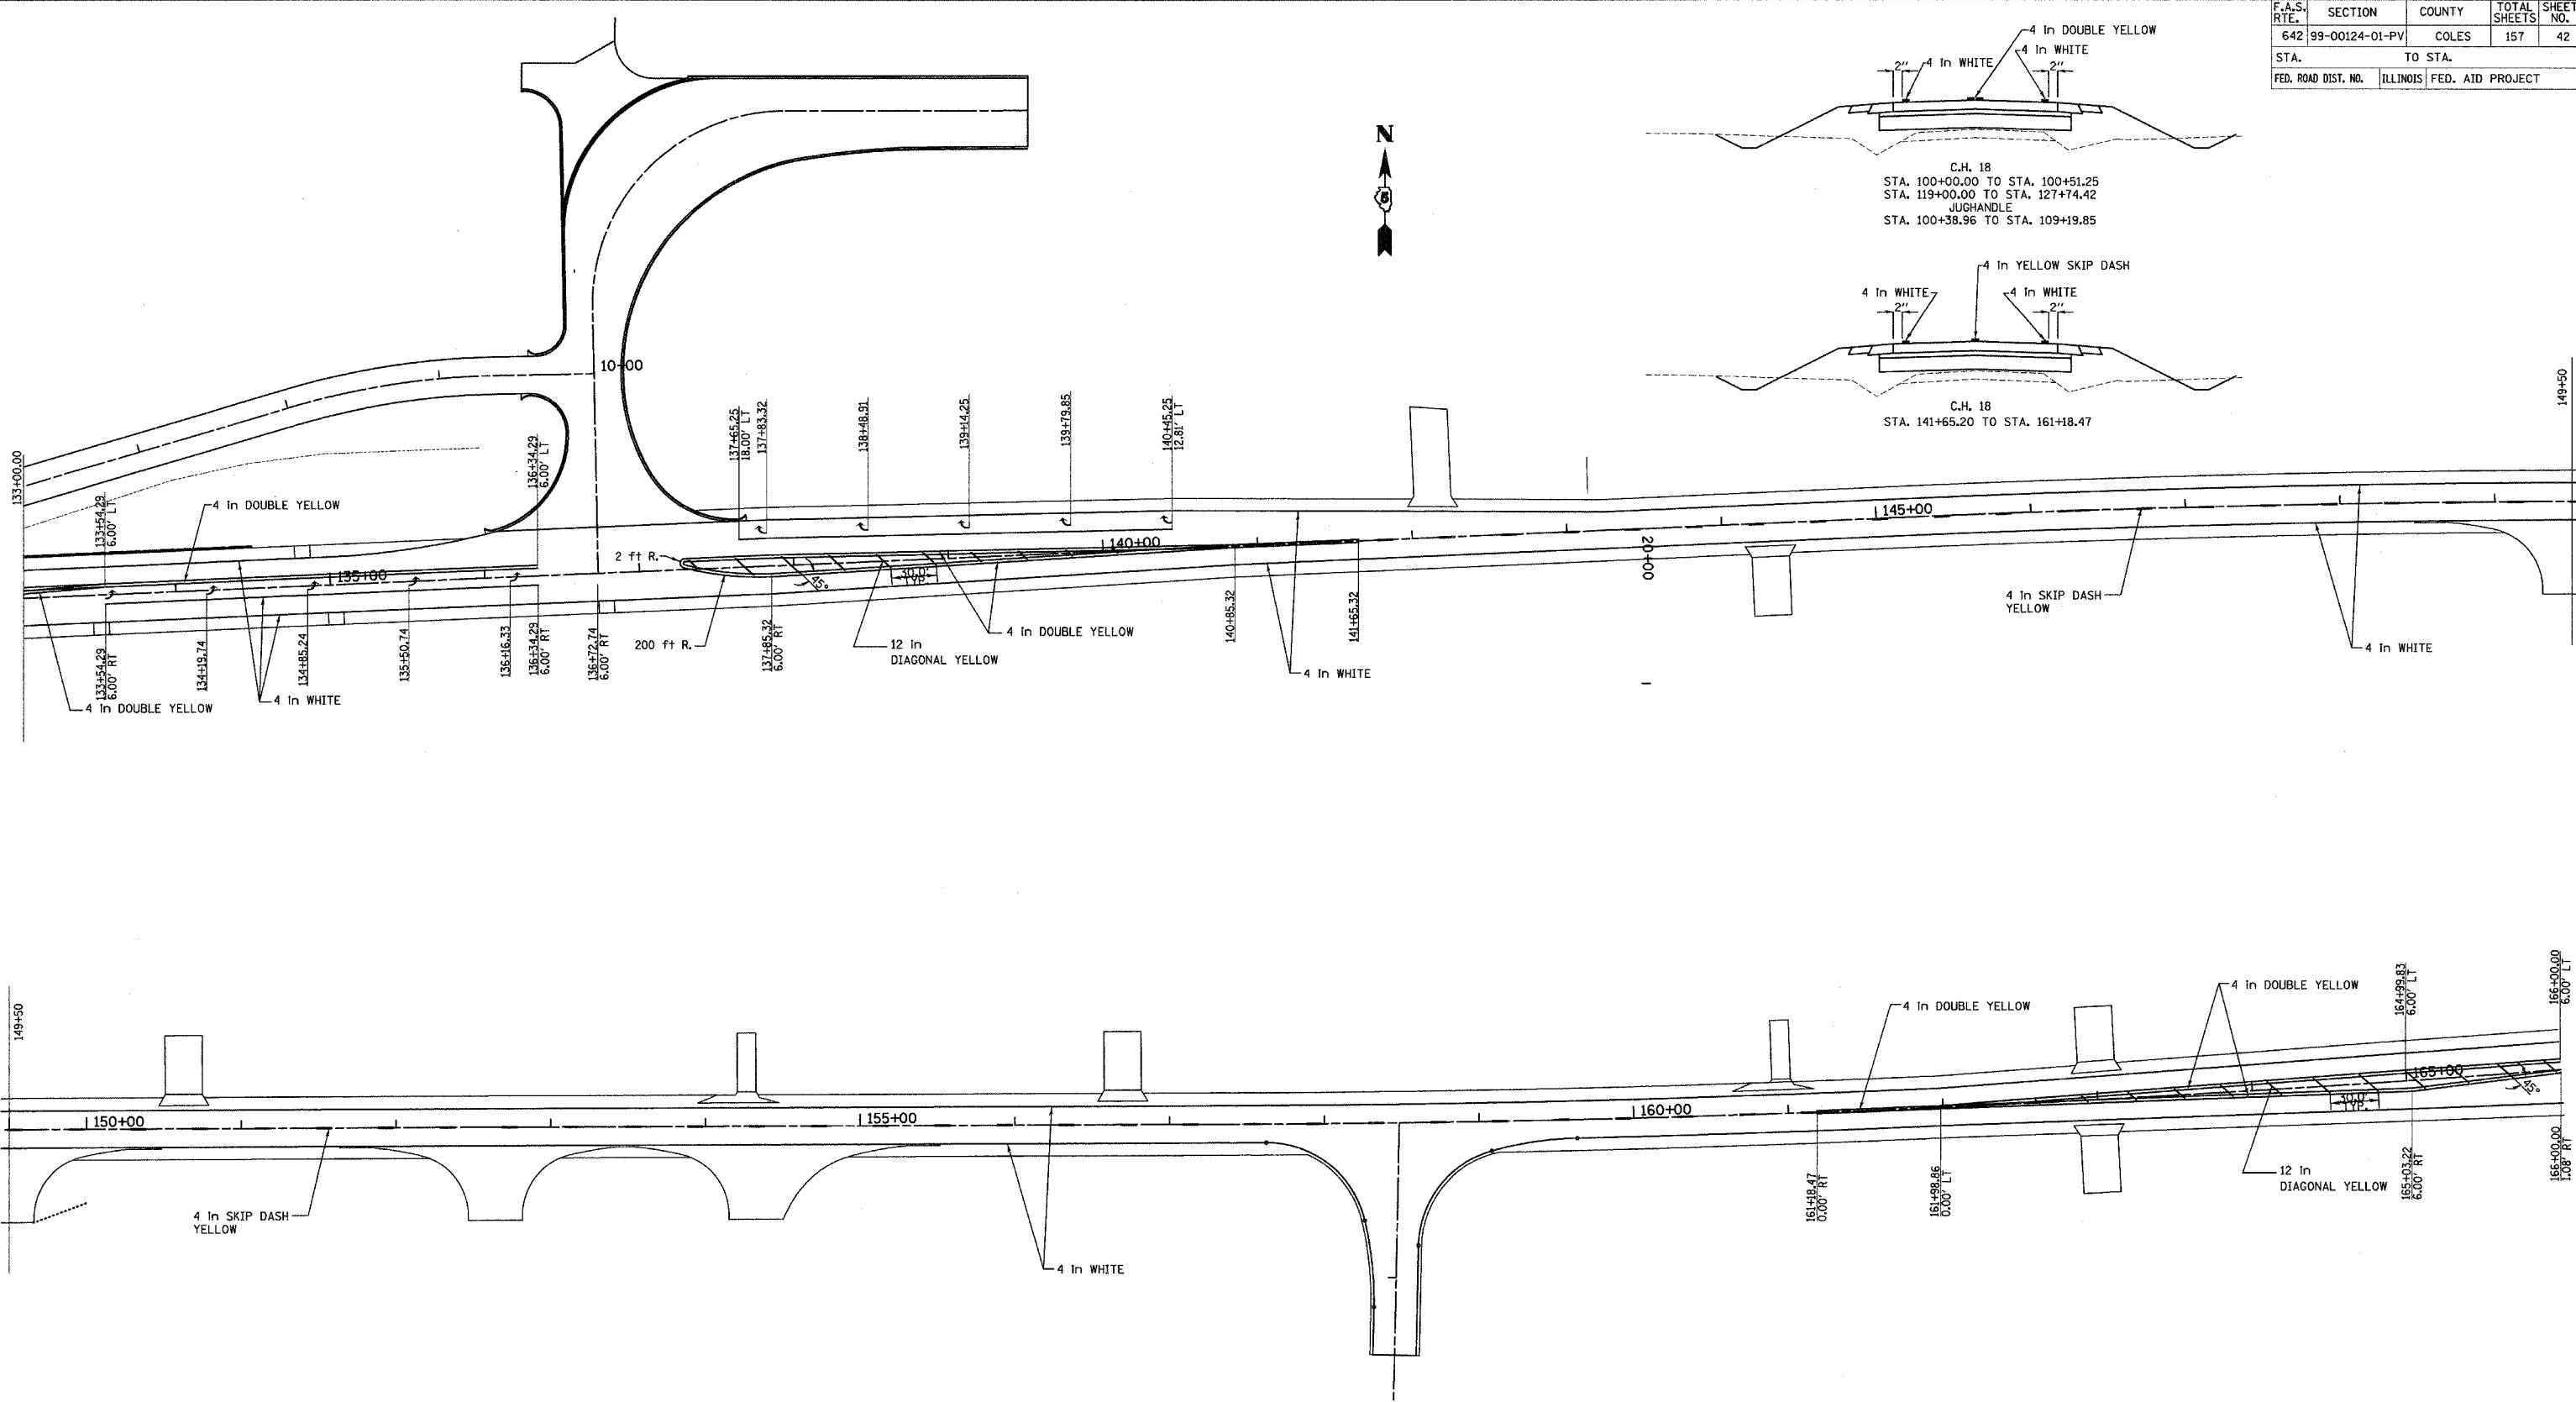 F.A.S. RTE. SECTION COUNTY TOTAL SHEETS SHEET NO.
642 99-00124-01-PV COLES 157 42
STA. TO STA.
FED. ROAD DIST. NO. ILLINOIS FED. AID PROJECT
4 in DOUBLE YELLOW
4 in WHITE
4 in WHITE
2" 2"
C.H. 18
STA. 100+00.00 TO STA. 100+51.25
STA. 119+00.00 TO STA. 127+74.42
JUGHANDLE
STA. 100+38.96 TO STA. 109+19.85
N
5
4 in YELLOW SKIP DASH
4 in WHITE 4 in WHITE
2" 2"
C.H. 18
STA. 141+65.20 TO STA. 161+18.47
10+00
133+00.00
133+54.29
6.00' LT
4 in DOUBLE YELLOW
136+34.29
6.00' LT
137+65.25
18.00' LT
137+83.32
138+48.91
139+14.25
139+79.85
140+45.25
12.81' LT
149+50
135+00
2 ft R.
140+00
145+00
20+00
45°
30.0'
TYP.
133+54.29
6.00' RT
134+19.74
134+85.24
135+50.74
136+16.33
136+34.29
6.00' RT
136+72.74
6.00' RT
200 ft R.
137+85.32
6.00' RT
12 in
DIAGONAL YELLOW
4 in DOUBLE YELLOW
140+85.32
141+65.32
4 in WHITE
4 in SKIP DASH
YELLOW
4 in WHITE
4 in DOUBLE YELLOW
4 in WHITE
149+50
150+00
155+00
160+00
165+00
4 in DOUBLE YELLOW
4 in DOUBLE YELLOW
164+99.83
6.00' LT
166+00.00
6.00' LT
30.0'
TYP.
45°
4 in SKIP DASH
YELLOW
4 in WHITE
161+18.47
0.00' RT
161+98.86
0.00' LT
12 in
DIAGONAL YELLOW
165+03.22
6.00' RT
166+00.00
1.08' RT